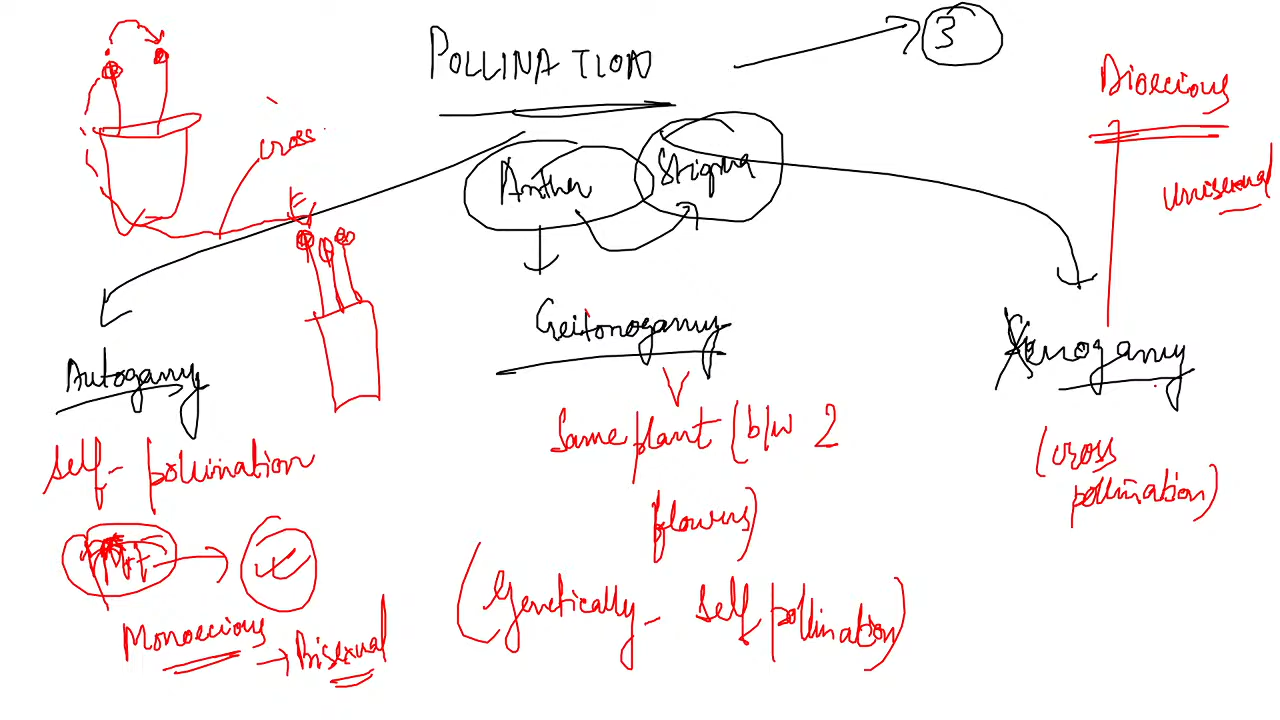 POLLINATION
3
Dioecious
Unisexual
cross
Anther Stigma
Autogamy
Geitonogamy
Xenogamy
self- pollination
Same plant (b/w 2
flowers)
(Genetically- self pollination)
(cross
pollination)
Monoecious
→ Bisexual